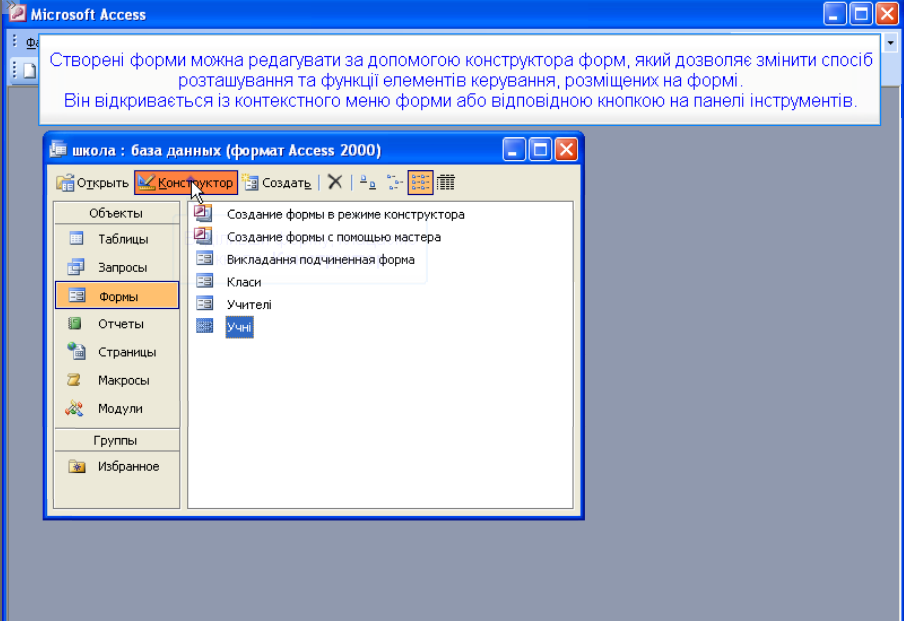 Microsoft Access
Створені форми можна редагувати за допомогою конструктора форм, який дозволяє змінити спосіб
розташування та функції елементів керування, розміщених на формі.
Він відкривається із контекстного меню форми або відповідною кнопкою на панелі інструментів.
школа : база данных (формат Access 2000)
Открыть Конструктор Создать
Объекты
Таблицы
Запросы
Формы
Отчеты
Страницы
Макросы
Модули
Группы
Избранное
Создание формы в режиме конструктора
Создание формы с помощью мастера
Викладання подчиненная форма
Класи
Учителі
Учні